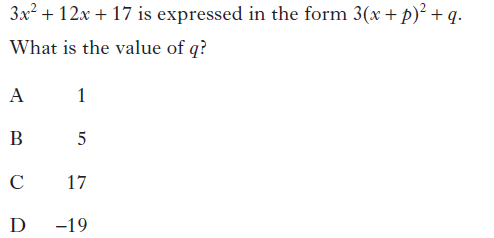 3x² + 12x + 17 is expressed in the form 3(x + p)² + q.
What is the value of q?
A 1
B 5
C 17
D –19